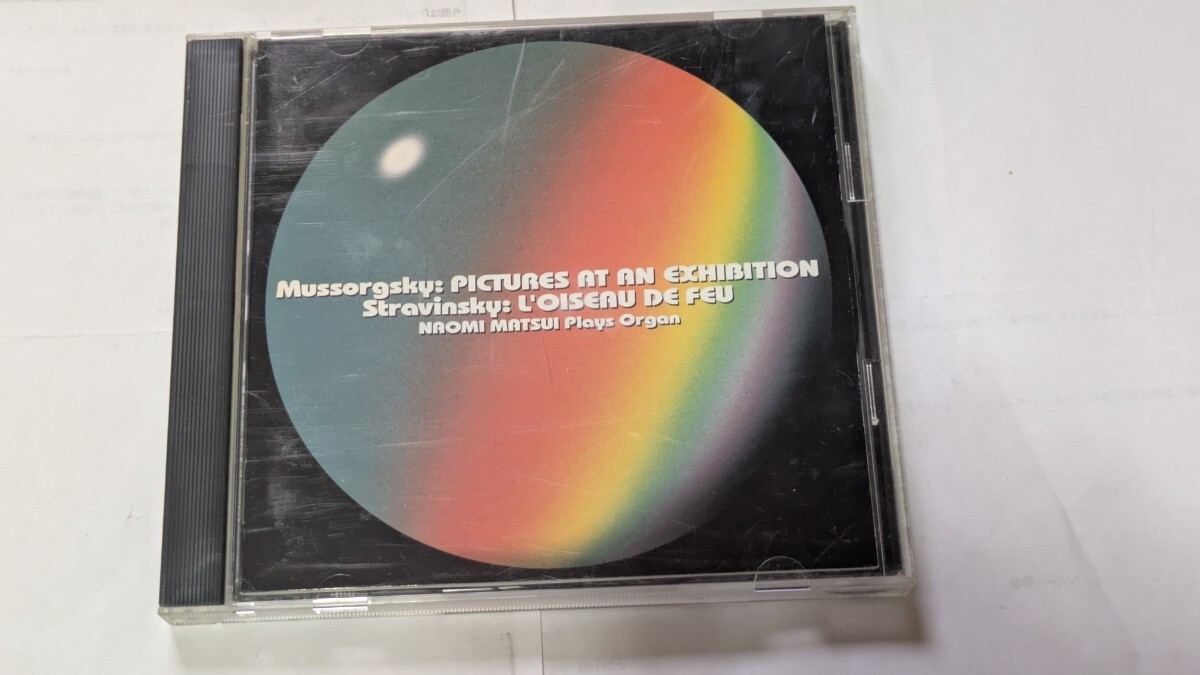 Mussorgsky: PICTURES AT AN EXHIBITION
Stravinsky: L'OISEAU DE FEU
NAOMI MATSUI Plays Organ